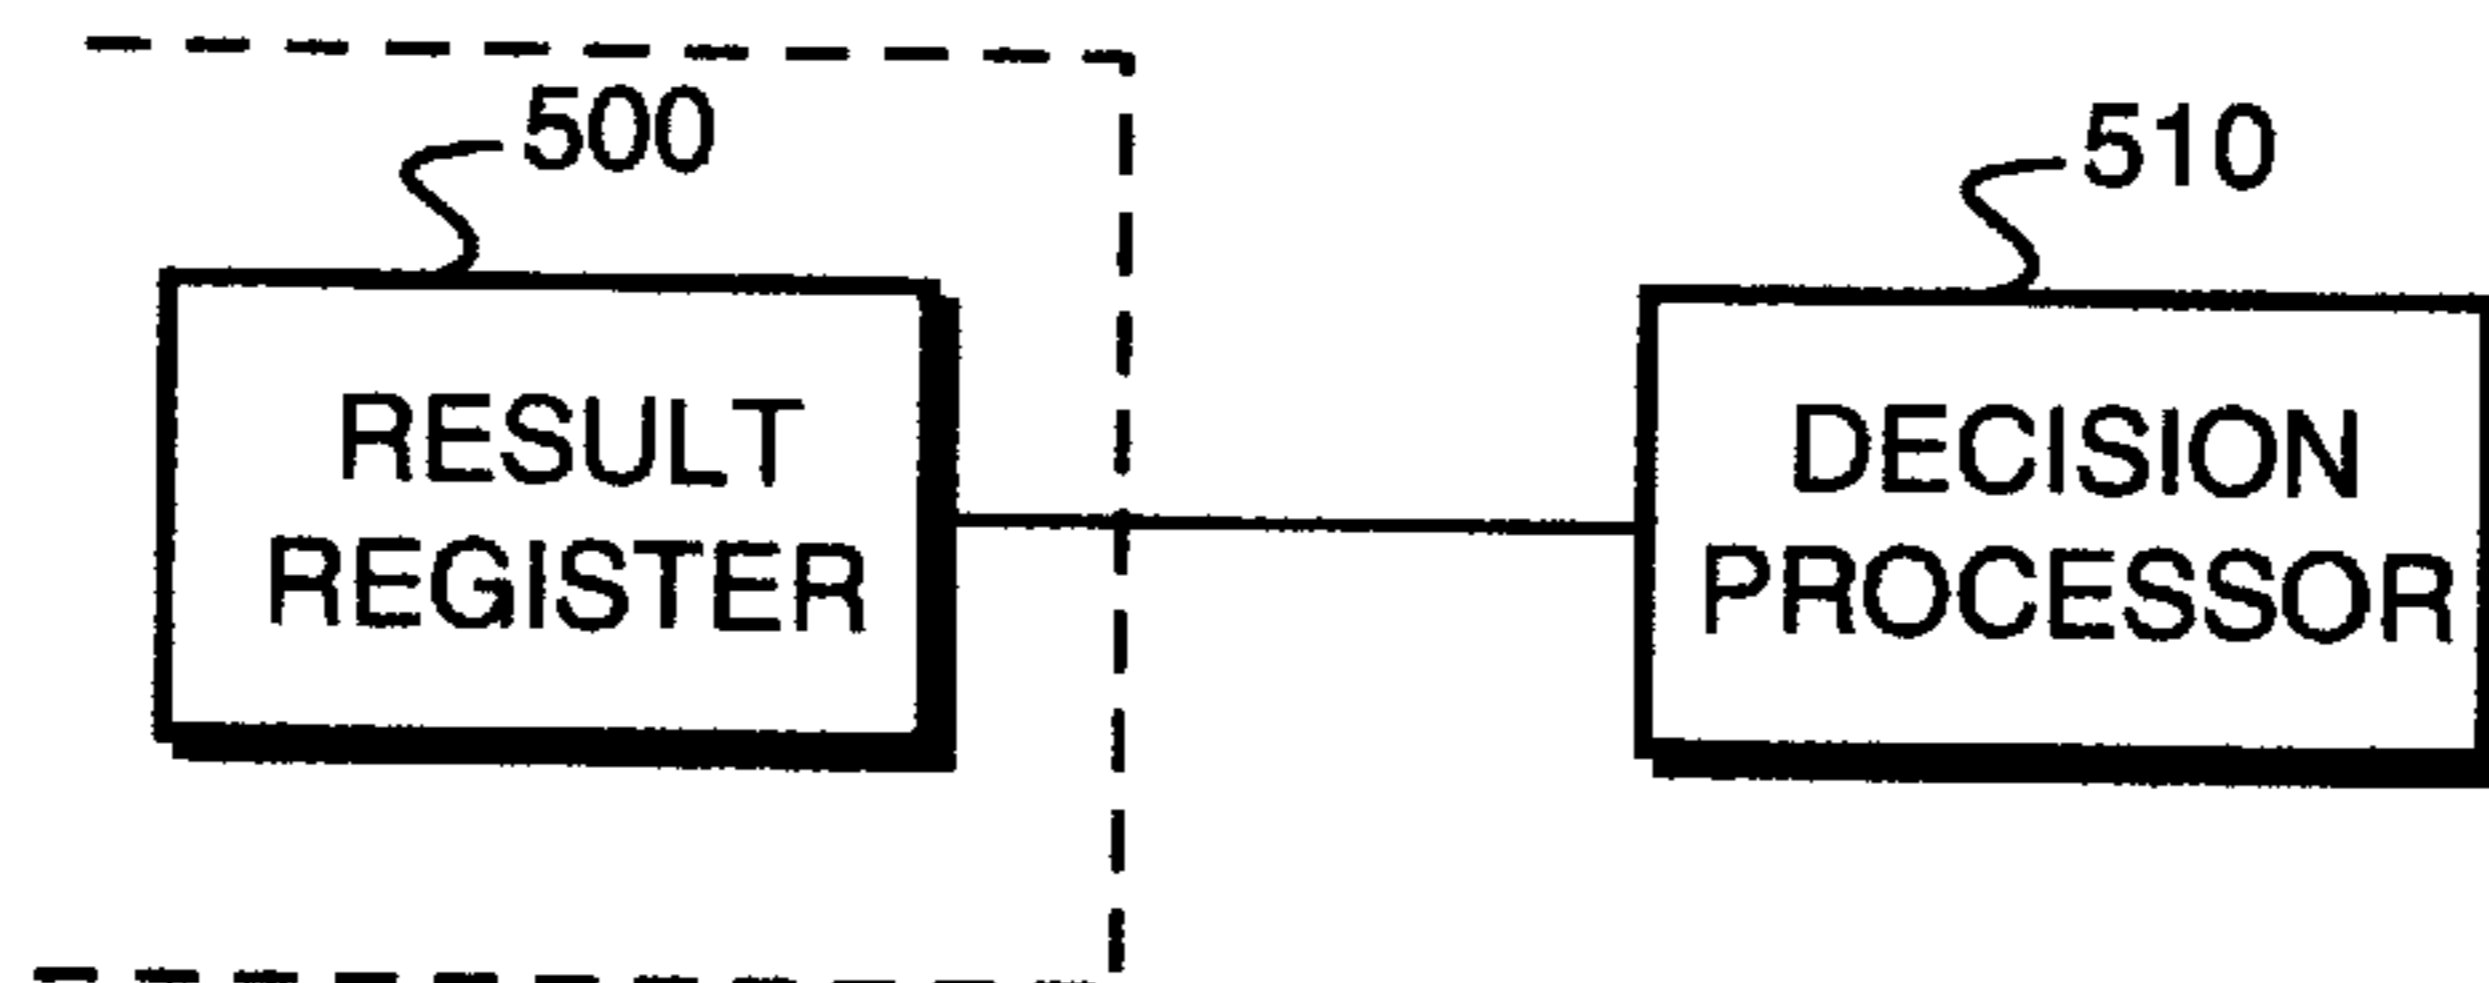 500
RESULT
REGISTER
510
DECISION
PROCESSOR